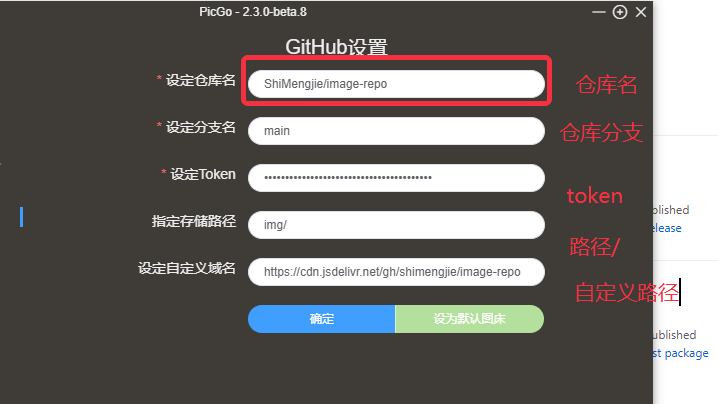 PicGo - 2.3.0-beta.8
GitHub设置
* 设定仓库名 ShiMengjie/image-repo 仓库名
* 设定分支名 main 仓库分支
* 设定Token •••••••••••••••••••••••••••••••••••••••• token
指定存储路径 img/ 路径/
设定自定义域名 https://cdn.jsdelivr.net/gh/shimengjie/image-repo 自定义路径
确定 设为默认图床
blished
elease
ublished
st package